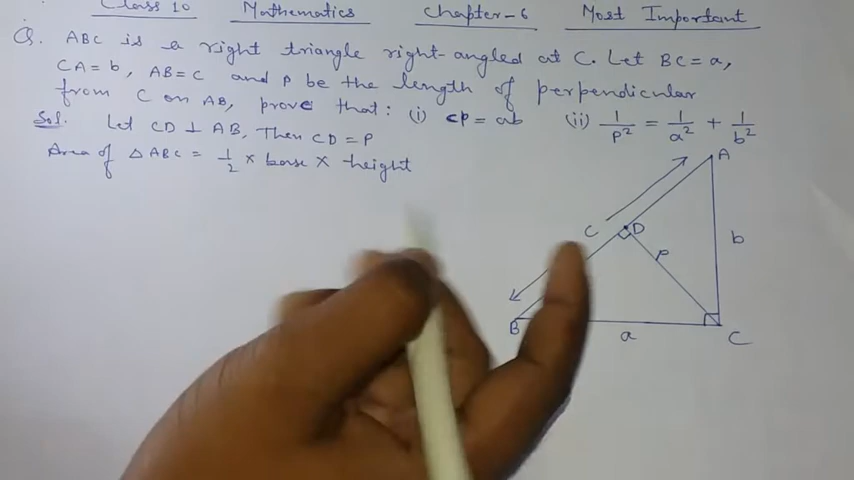 Class 10 Mathematics Chapter-6 Most Important
Q. ABC is a right triangle right-angled at C. Let BC = a,
CA = b, AB = c and p be the length of perpendicular
from C on AB, prove that: (i) cp = ab (ii) 1/p² = 1/a² + 1/b²
Sol. Let CD ⊥ AB, Then CD = P
Area of △ ABC = 1/2 × base × height
A
C
D
b
P
B
a
C